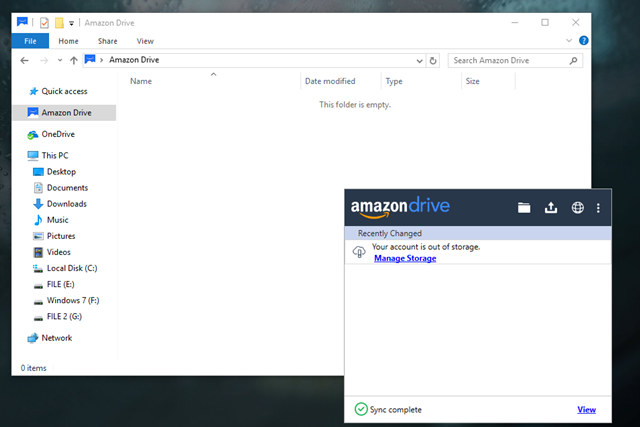 Amazon Drive
File Home Share View
Amazon Drive
Search Amazon Drive
Name Date modified Type Size
This folder is empty.
Quick access
Amazon Drive
OneDrive
This PC
Desktop
Documents
Downloads
Music
Pictures
Videos
Local Disk (C:)
FILE (E:)
Windows 7 (F:)
FILE 2 (G:)
Network
0 items
amazondrive
Recently Changed
Your account is out of storage.
Manage Storage
Sync complete View